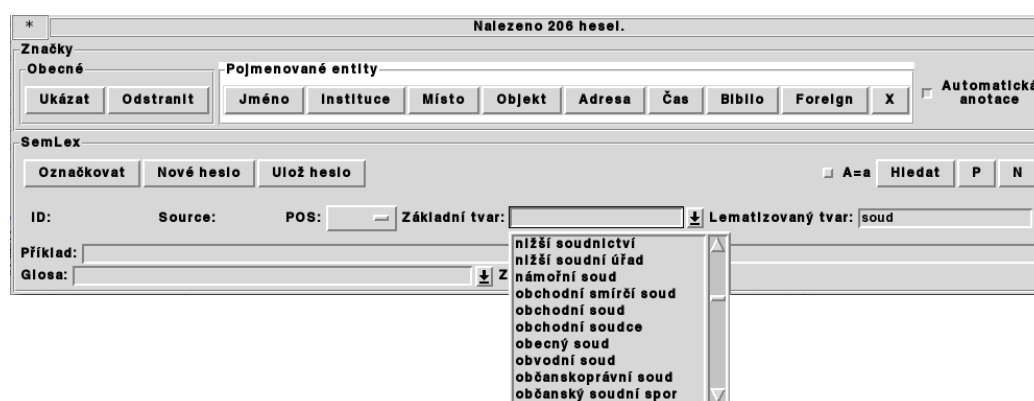 * Nalezeno 206 hesel.
Značky
Obecné Pojmenované entity
Ukázat Odstranit Jméno Instituce Místo Objekt Adresa Čas Biblio Foreign X Automatická anotace
SemLex
Označkovat Nové heslo Ulož heslo A=a Hledat P N
ID: Source: POS: Základní tvar: Lematizovaný tvar: soud
Příklad:
Glosa: Z
nižší soudnictví
nižší soudní úřad
námořní soud
obchodní smírčí soud
obchodní soud
obchodní soudce
obecný soud
obvodní soud
občanskoprávní soud
občanský soudní spor